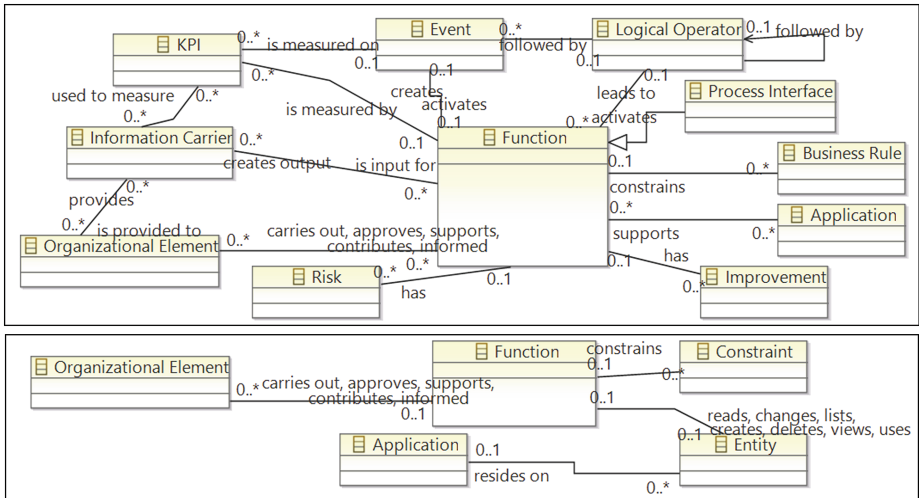 KPI
0..*
is measured on
0..1
Event
0..*
followed by
0..1
Logical Operator
0..1
followed by
used to measure
0..*
0..*
0..*
is measured by
0..1
0..1
creates
activates
0..1
0..1
leads to
0..*
activates
Process Interface
Information Carrier
0..*
creates output
is input for
0..*
Function
0..1
constrains
0..*
Business Rule
provides
0..*
0..*
is provided to
Organizational Element
0..*
carries out, approves, supports,
contributes, informed
0..*
0..*
supports
0..*
Application
Risk
0..*
has
0..1
0..1
has
0..*
Improvement
Organizational Element
0..*
carries out, approves, supports,
contributes, informed
0..1
Function
constrains
0..1
0..*
Constraint
0..1
reads, changes, lists,
creates, deletes, views, uses
0..1
Entity
Application
0..1
resides on
0..*